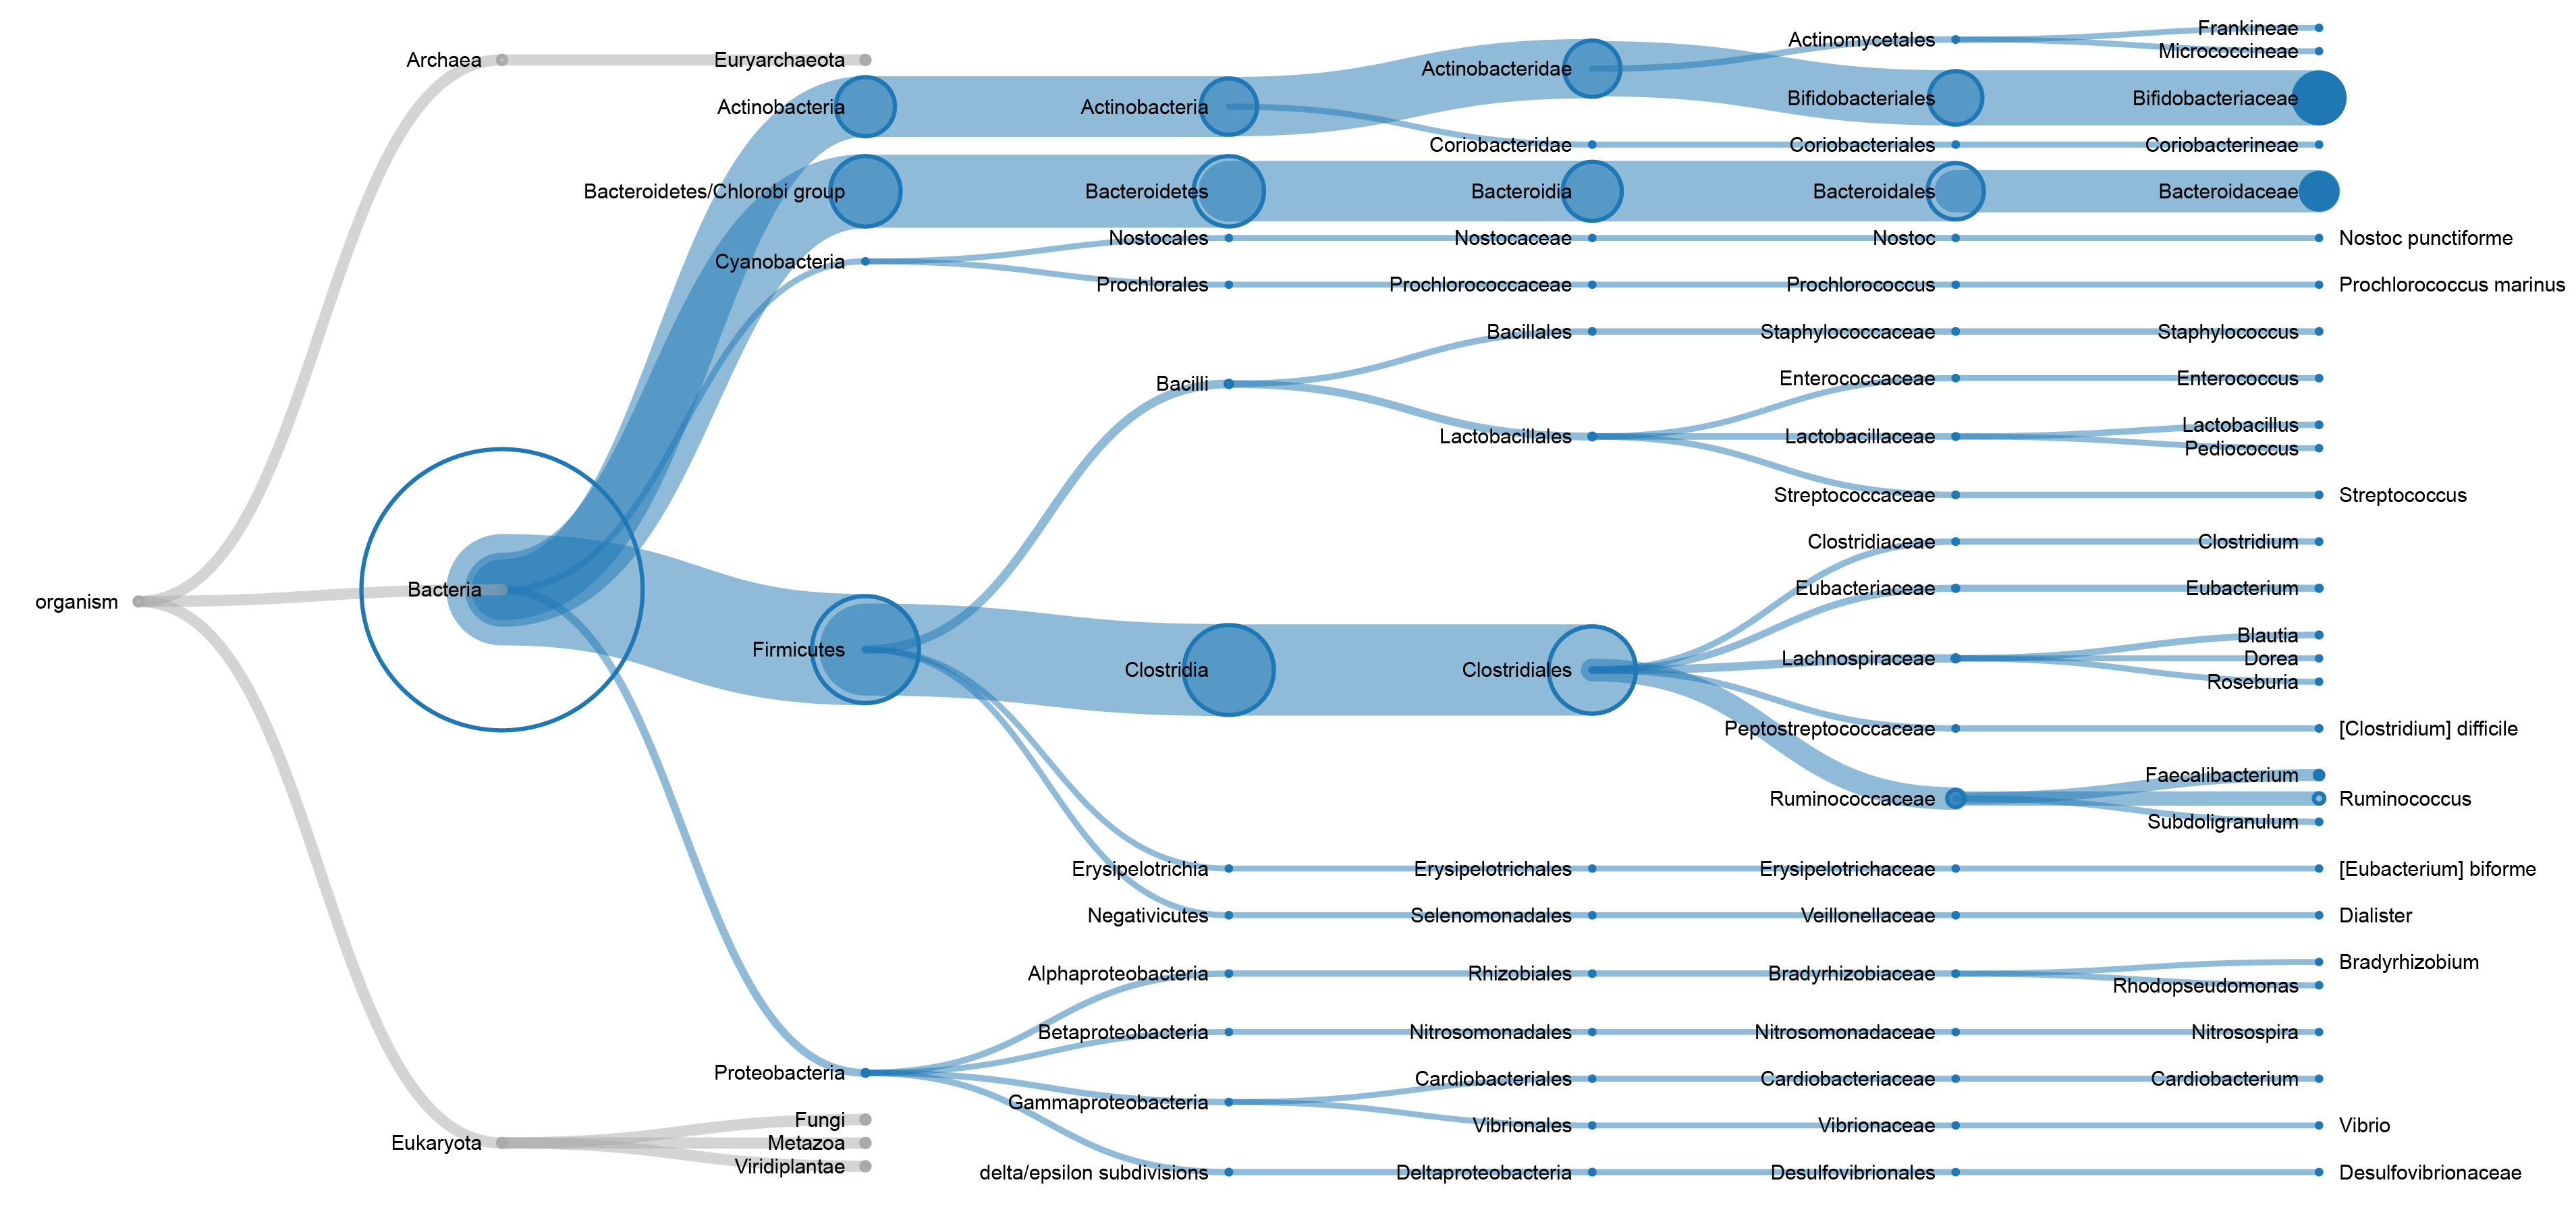 Frankineae
Actinomycetales
Micrococcineae
Archaea
Euryarchaeota
Actinobacteridae
Bifidobacteriales
Bifidobacteriaceae
Actinobacteria
Actinobacteria
Coriobacteridae
Coriobacteriales
Coriobacterineae
Bacteroidetes/Chlorobi group
Bacteroidetes
Bacteroidia
Bacteroidales
Bacteroidaceae
Nostocales
Nostocaceae
Nostoc
Nostoc punctiforme
Cyanobacteria
Prochlorales
Prochlorococcaceae
Prochlorococcus
Prochlorococcus marinus
Bacillales
Staphylococcaceae
Staphylococcus
Bacilli
Enterococcaceae
Enterococcus
Lactobacillus
Lactobacillales
Lactobacillaceae
Pediococcus
Streptococcaceae
Streptococcus
Clostridiaceae
Clostridium
Bacteria
Eubacteriaceae
Eubacterium
organism
Blautia
Firmicutes
Lachnospiraceae
Dorea
Clostridia
Clostridiales
Roseburia
Peptostreptococcaceae
[Clostridium] difficile
Faecalibacterium
Ruminococcaceae
Ruminococcus
Subdoligranulum
Erysipelotrichia
Erysipelotrichales
Erysipelotrichaceae
[Eubacterium] biforme
Negativicutes
Selenomonadales
Veillonellaceae
Dialister
Bradyrhizobium
Alphaproteobacteria
Rhizobiales
Bradyrhizobiaceae
Rhodopseudomonas
Betaproteobacteria
Nitrosomonadales
Nitrosomonadaceae
Nitrosospira
Proteobacteria
Cardiobacteriales
Cardiobacteriaceae
Cardiobacterium
Gammaproteobacteria
Fungi
Vibrionales
Vibrionaceae
Vibrio
Eukaryota
Metazoa
Viridiplantae
delta/epsilon subdivisions
Deltaproteobacteria
Desulfovibrionales
Desulfovibrionaceae